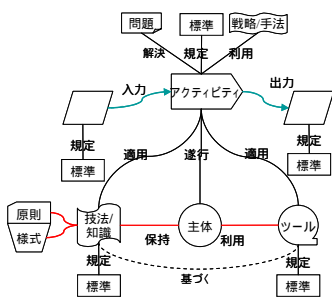 問題
標準
戦略/手法
解決
規定
利用
入力
アクティビティ
出力
規定
標準
規定
標準
適用
遂行
適用
原則
様式
技法/
知識
保持
主体
利用
ツール
規定
基づく
規定
標準
標準